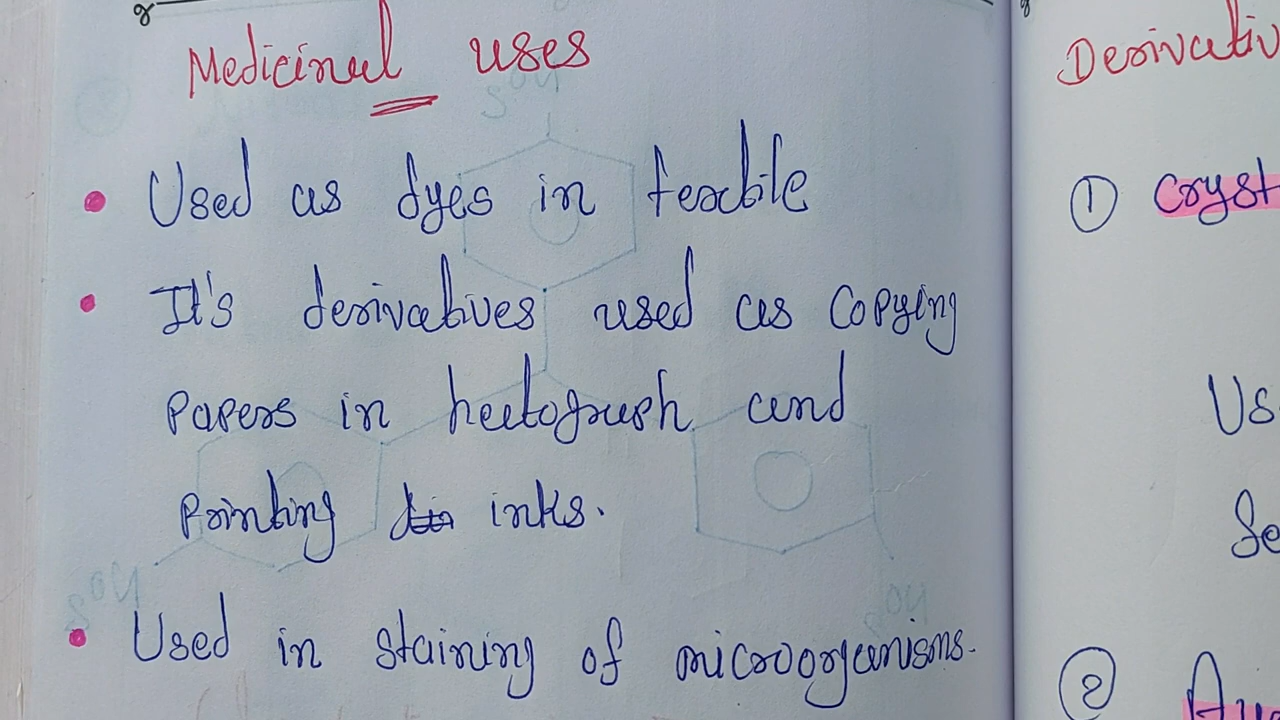 Medicinal uses
Used as dyes in textile
It's derivatives used as copying
papers in hectograph and
Printing inks.
Used in staining of microorganisms.
Derivativ
① Cryst
Us
②